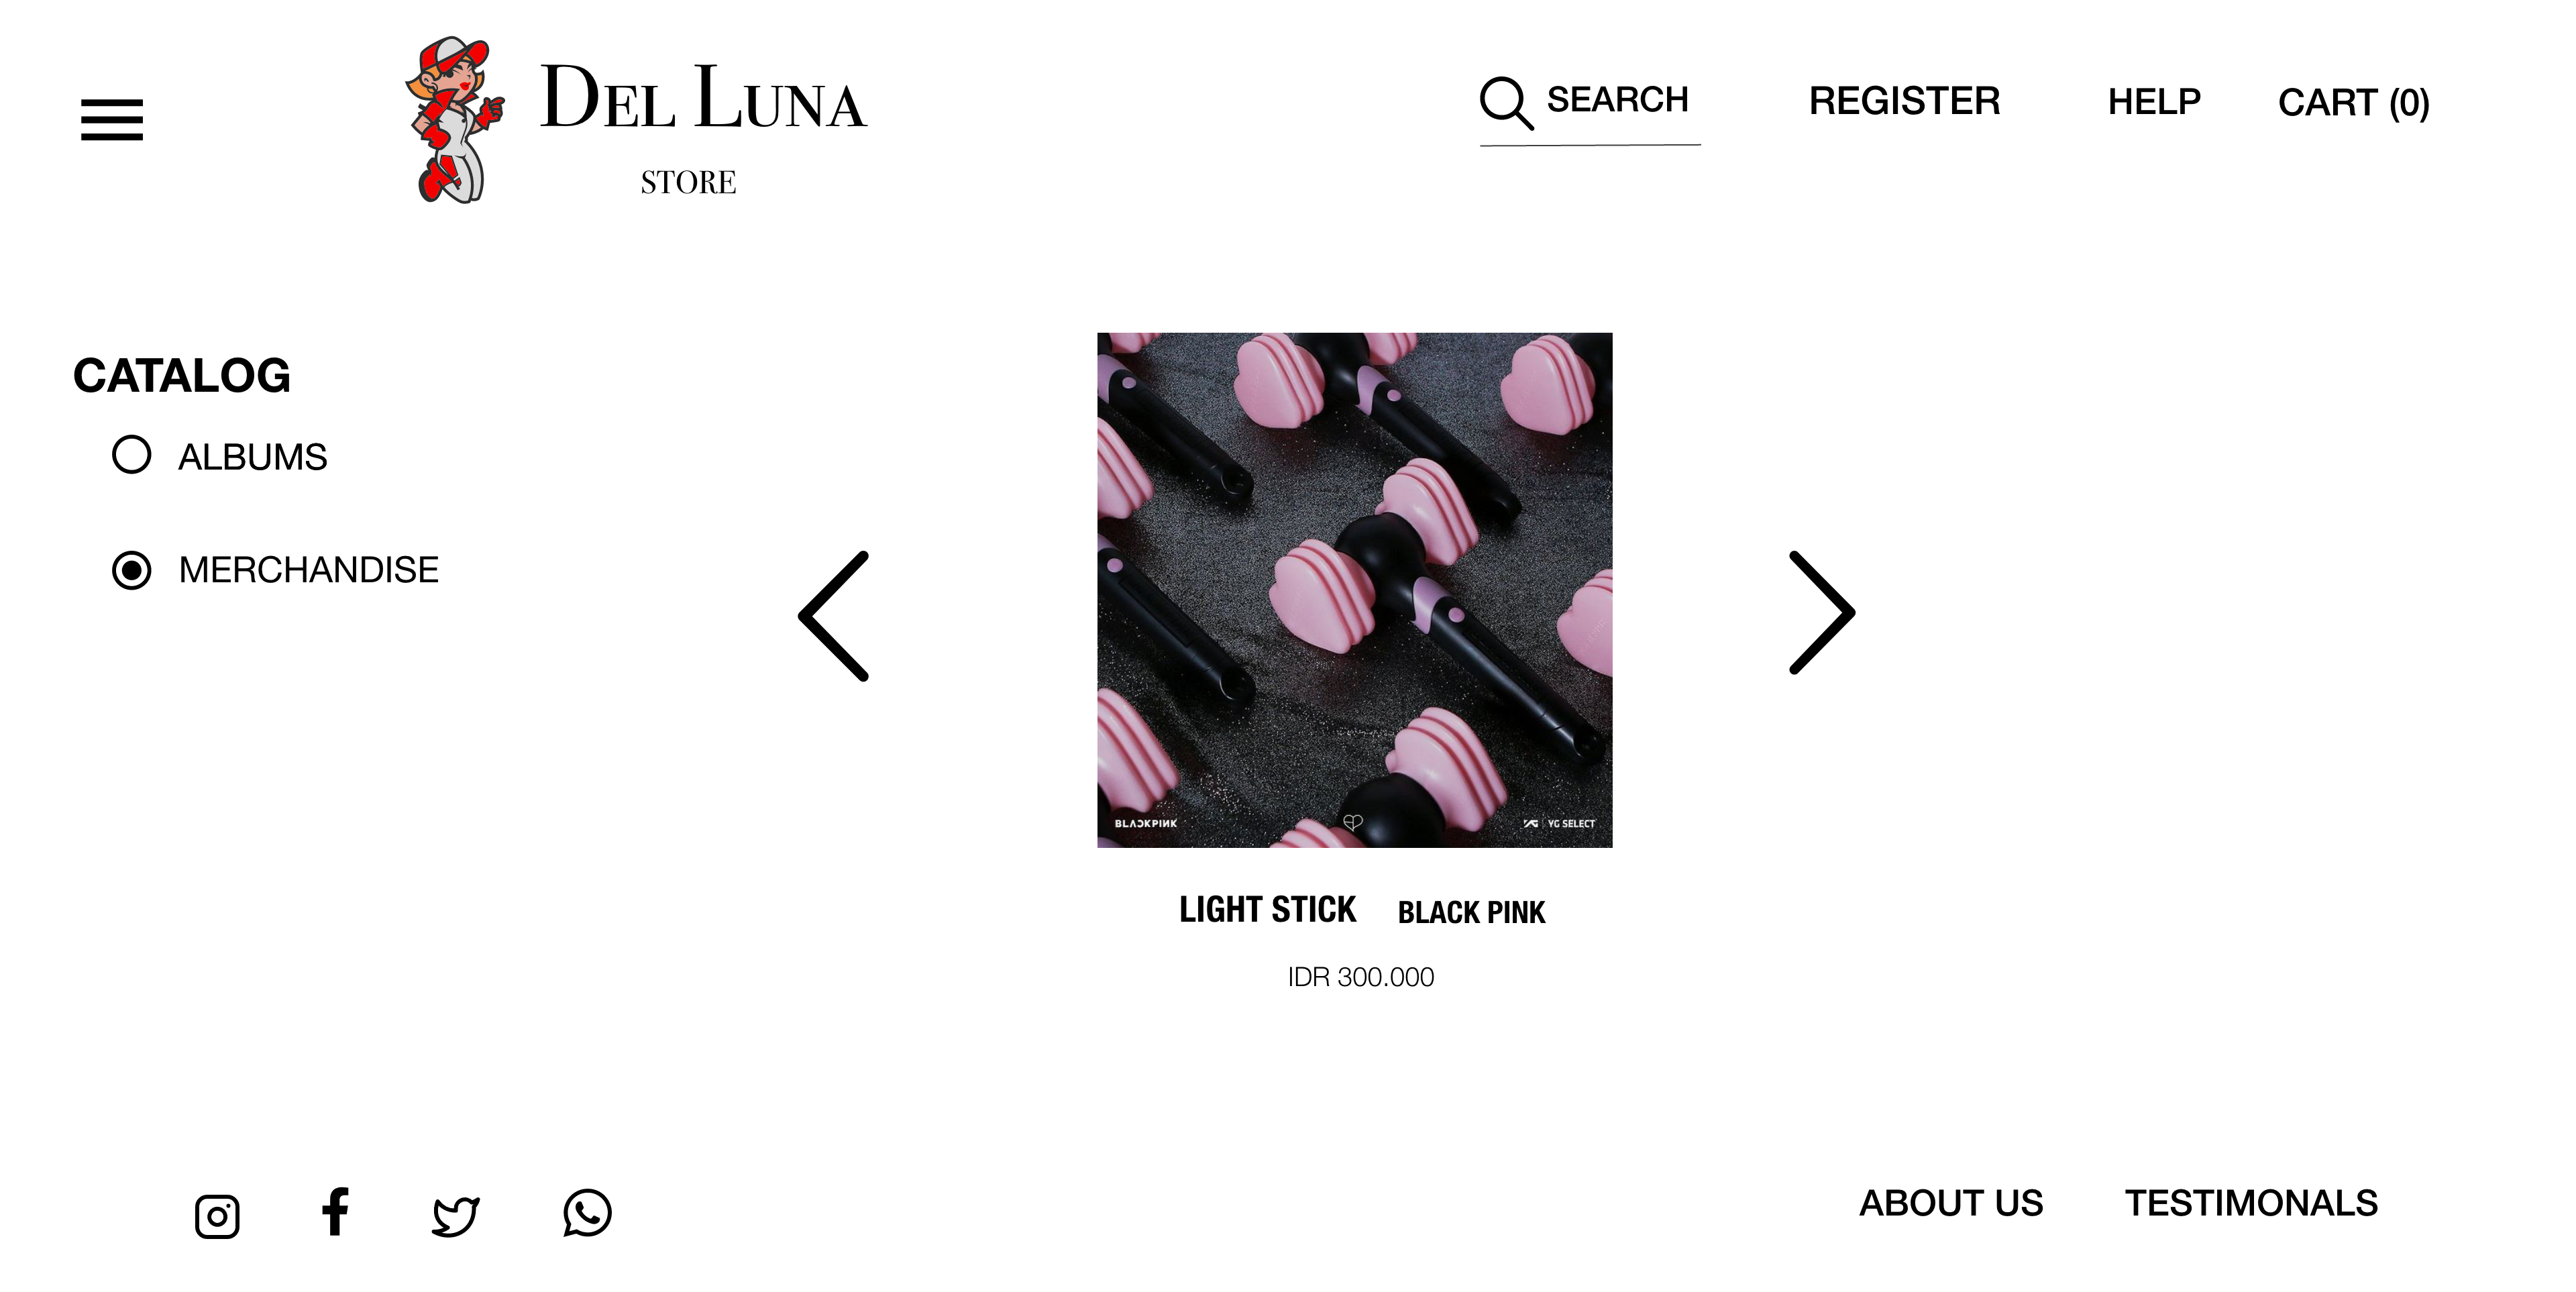 DEL LUNA
STORE
SEARCH
REGISTER
HELP
CART (0)
CATALOG
ALBUMS
MERCHANDISE
BLACKPINK
YG | YG SELECT
LIGHT STICK
BLACK PINK
IDR 300.000
ABOUT US
TESTIMONALS